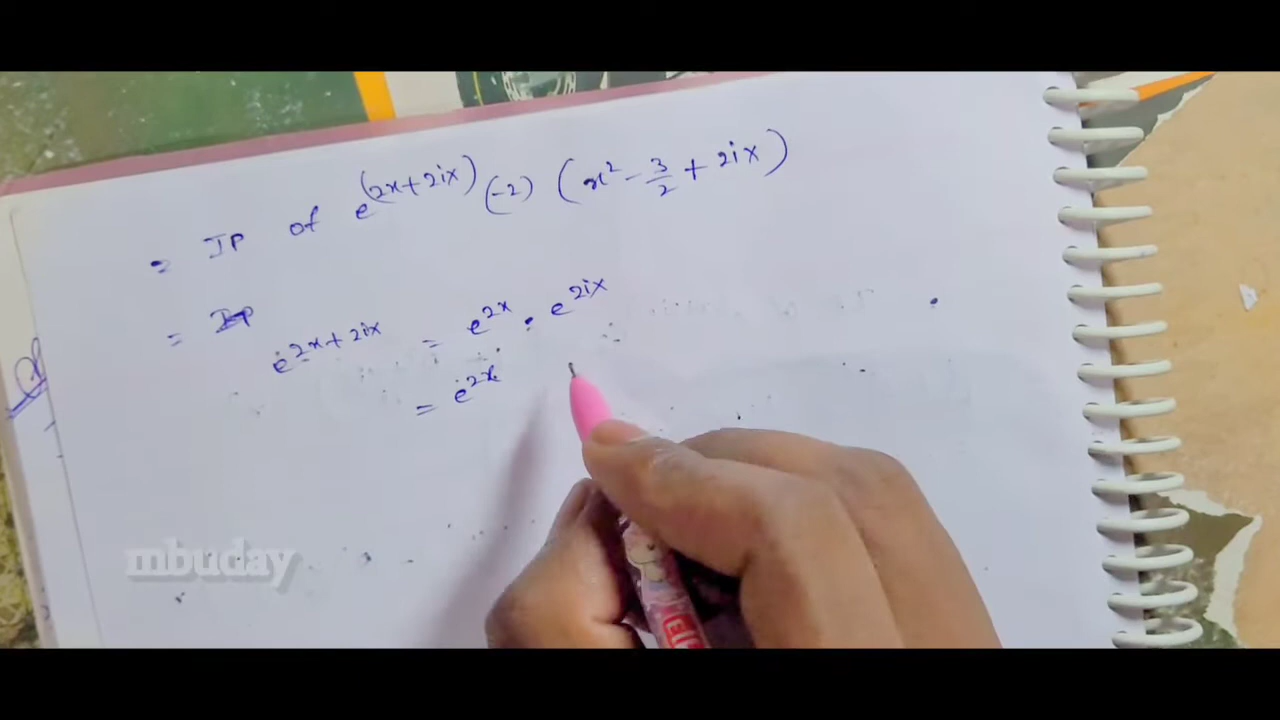 = IP of e^(2x+2ix) (-2) (x² - 3/2 + 2ix)
= IP
e^2x+2ix = e^2x . e^2ix
= e^2x
mbuday